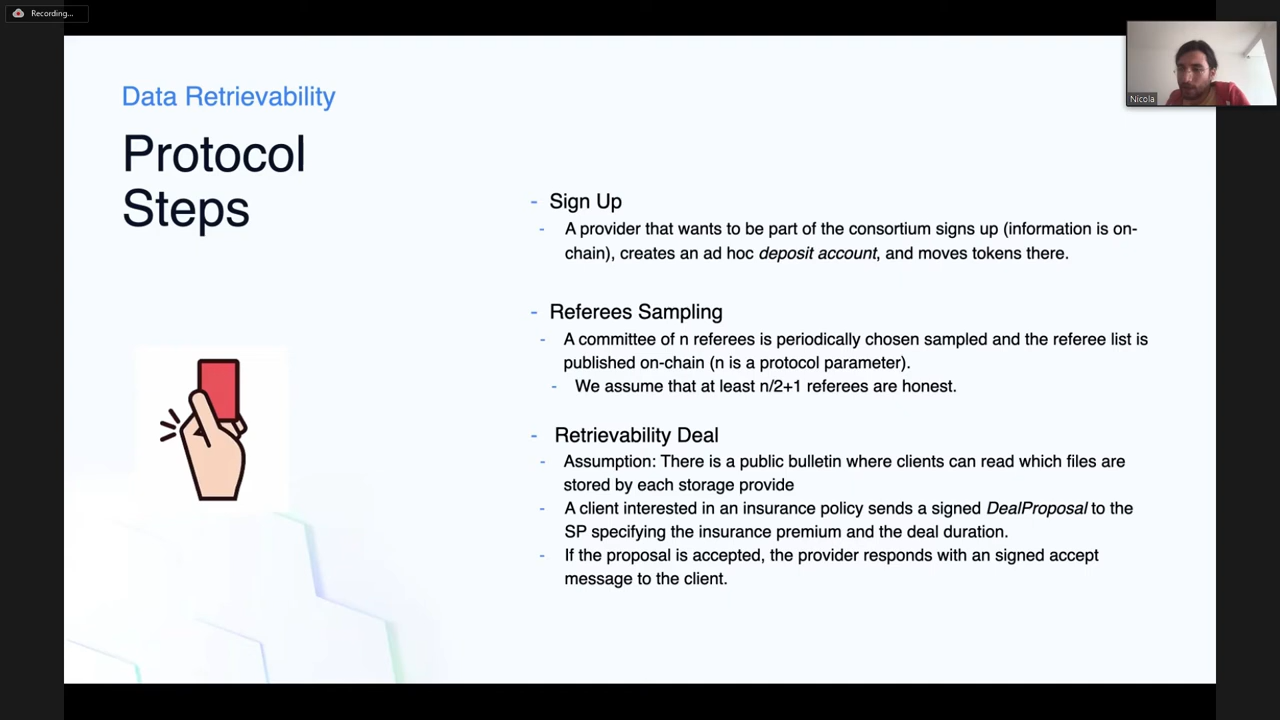 Recording...
Nicola
Data Retrievability
Protocol
Steps
- Sign Up
- A provider that wants to be part of the consortium signs up (information is on-
chain), creates an ad hoc deposit account, and moves tokens there.
- Referees Sampling
- A committee of n referees is periodically chosen sampled and the referee list is
published on-chain (n is a protocol parameter).
- We assume that at least n/2+1 referees are honest.
- Retrievability Deal
- Assumption: There is a public bulletin where clients can read which files are
stored by each storage provide
- A client interested in an insurance policy sends a signed DealProposal to the
SP specifying the insurance premium and the deal duration.
- If the proposal is accepted, the provider responds with an signed accept
message to the client.